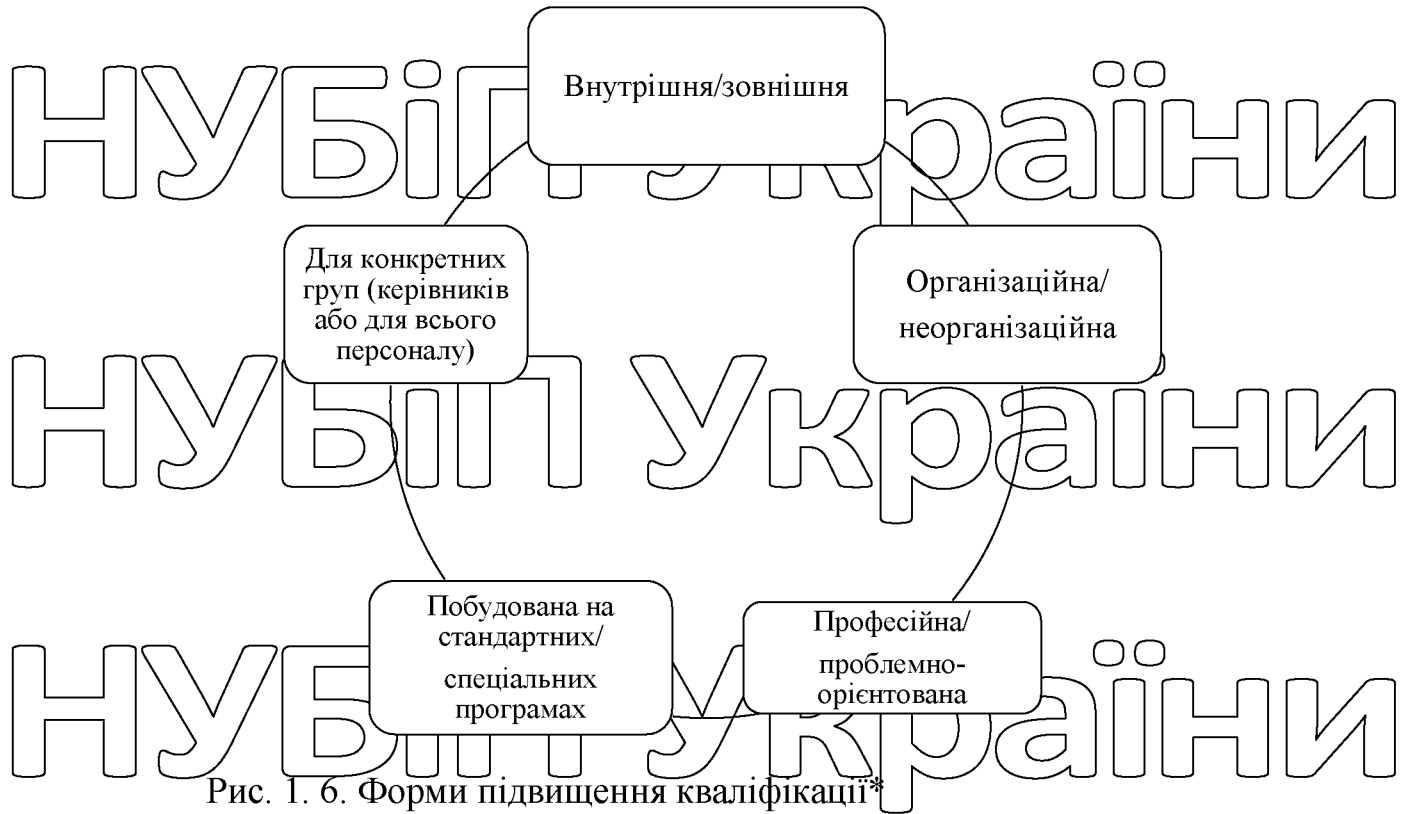 НУБіП України
Внутрішня/зовнішня
Для конкретних
груп (керівників
або для всього
персоналу)
Організаційна/
неорганізаційна
НУБіП України
Побудована на
стандартних/
спеціальних
програмах
Професійна/
проблемно-
орієнтована
НУБіП України
Рис. 1. 6. Форми підвищення кваліфікації*